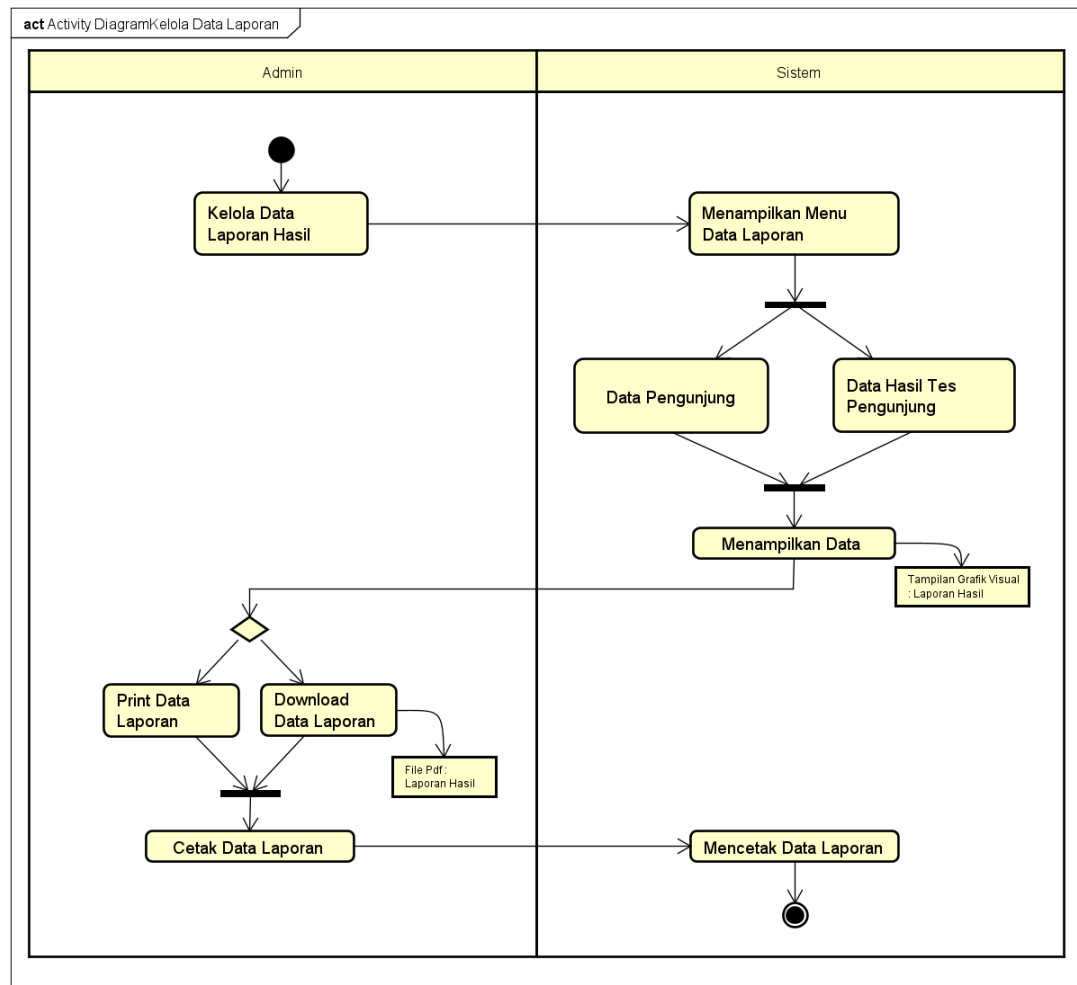 act Activity DiagramKelola Data Laporan
Admin
Sistem
Kelola Data
Laporan Hasil
Menampilkan Menu
Data Laporan
Data Pengunjung
Data Hasil Tes
Pengunjung
Menampilkan Data
Tampilan Grafik Visual
: Laporan Hasil
Print Data
Laporan
Download
Data Laporan
File Pdf :
Laporan Hasil
Cetak Data Laporan
Mencetak Data Laporan